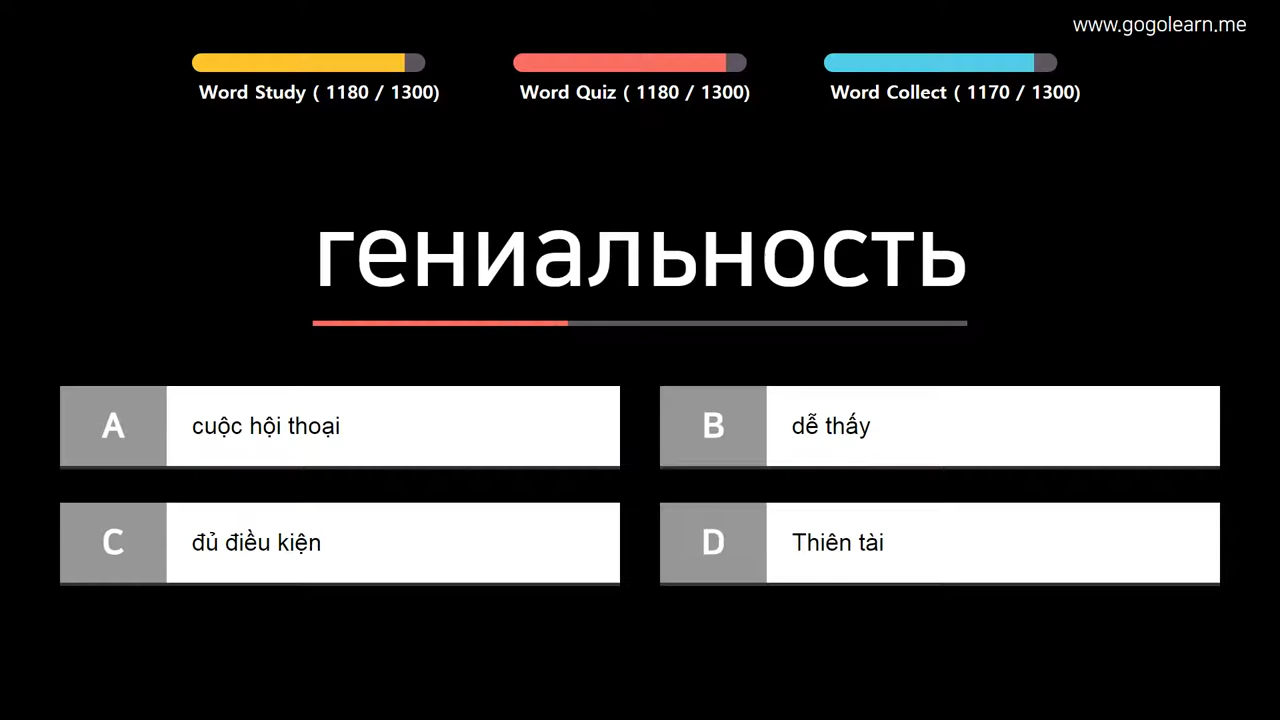 www.gogolearn.me
Word Study ( 1180 / 1300)
Word Quiz ( 1180 / 1300)
Word Collect ( 1170 / 1300)
гениальность
A cuộc hội thoại
B dễ thấy
C đủ điều kiện
D Thiên tài